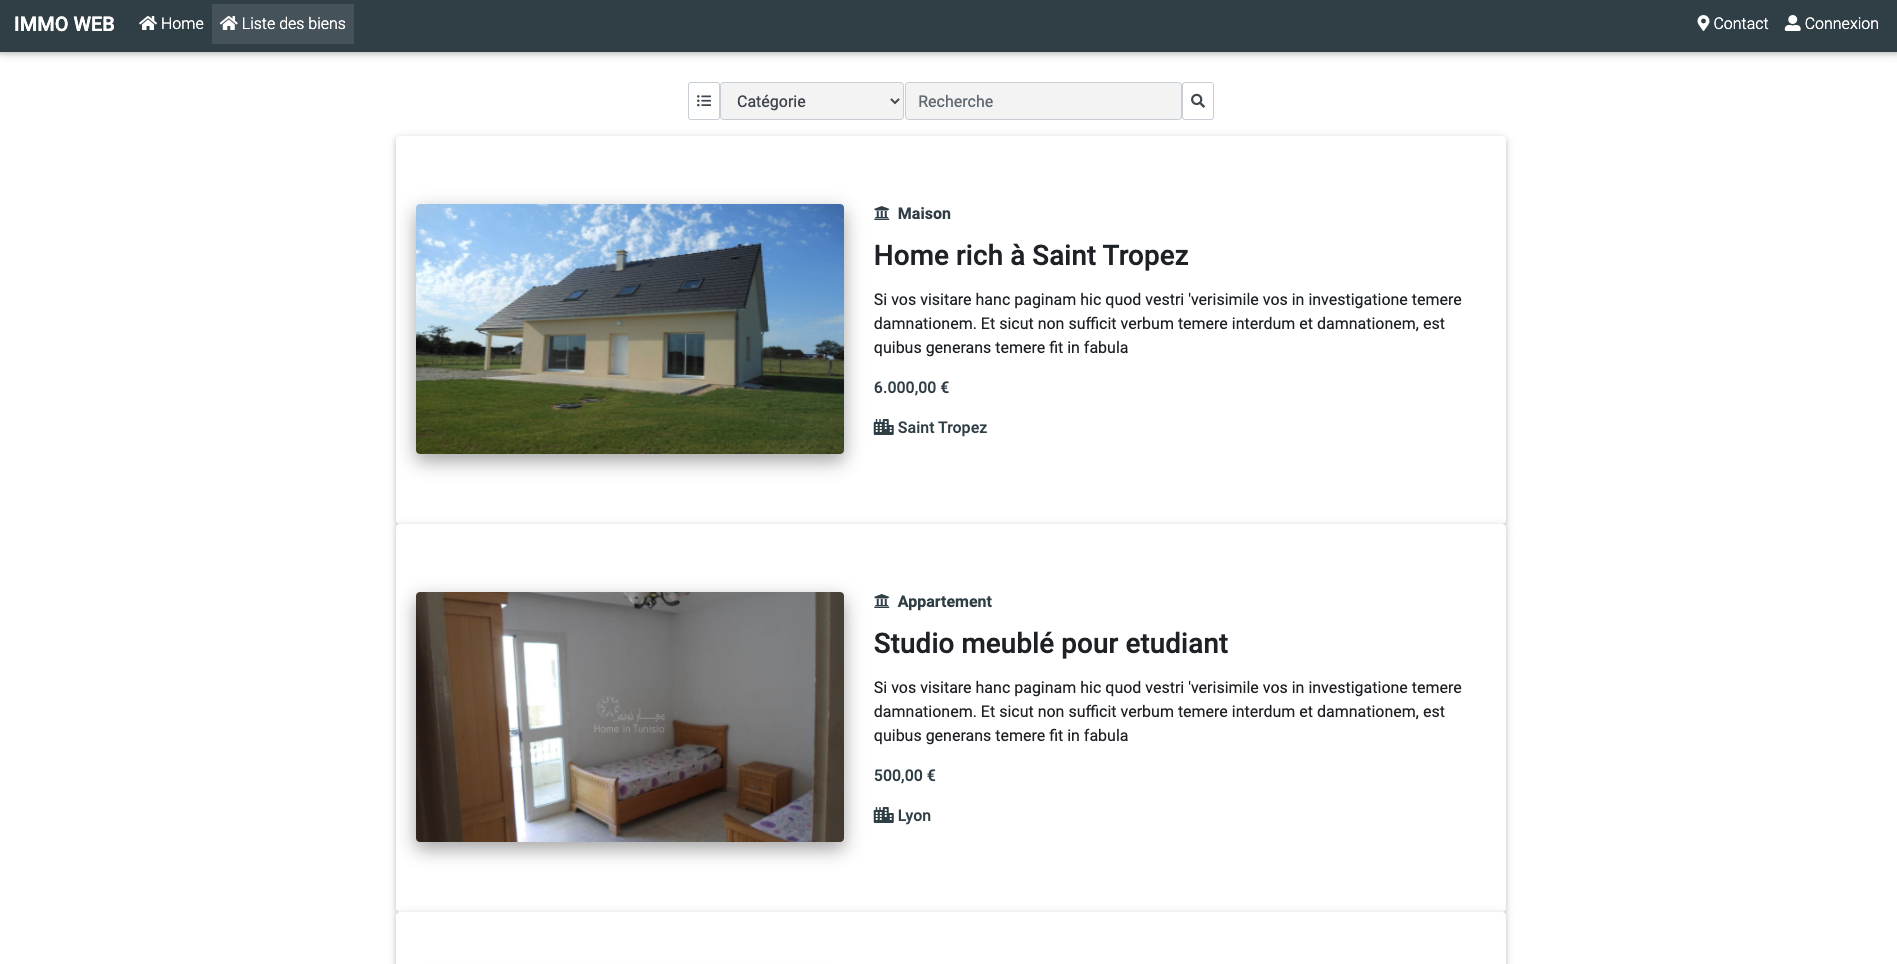 IMMO WEB Home Liste des biens Contact Connexion
Catégorie Recherche
Maison
Home rich à Saint Tropez
Si vos visitare hanc paginam hic quod vestri 'verisimile vos in investigatione temere
damnationem. Et sicut non sufficit verbum temere interdum et damnationem, est
quibus generans temere fit in fabula
6.000,00 €
Saint Tropez
Appartement
Studio meublé pour etudiant
Si vos visitare hanc paginam hic quod vestri 'verisimile vos in investigatione temere
damnationem. Et sicut non sufficit verbum temere interdum et damnationem, est
quibus generans temere fit in fabula
500,00 €
Lyon
Home in Tunisia